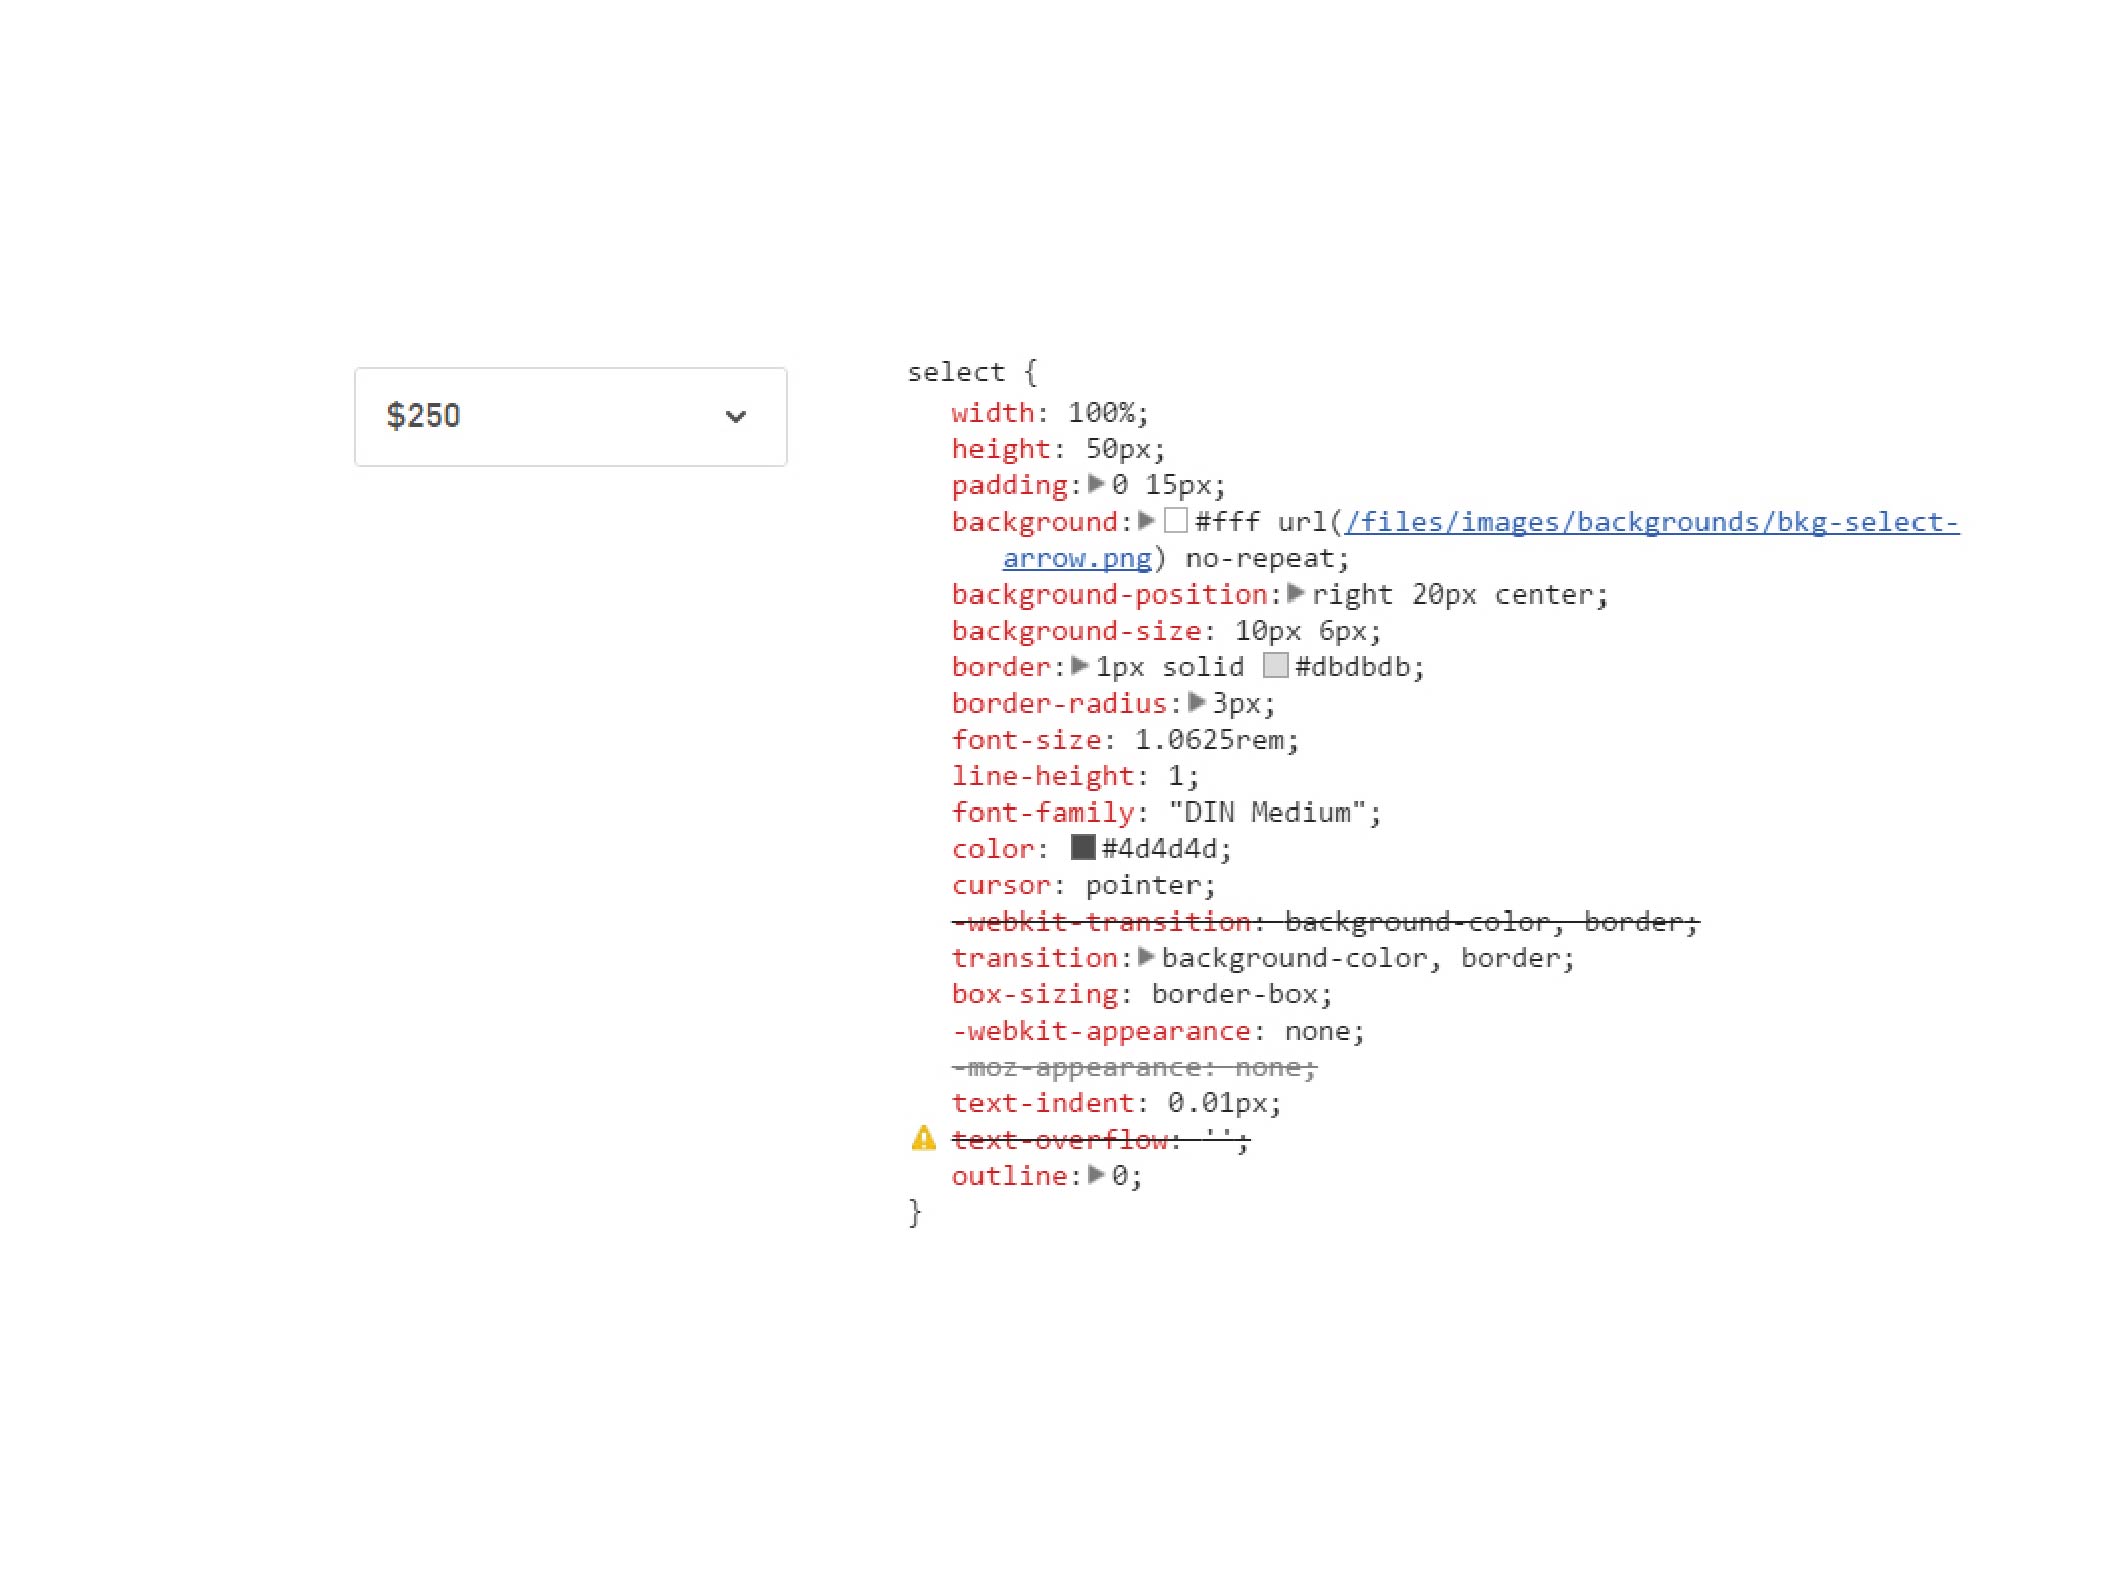 $250
select {
width: 100%;
height: 50px;
padding: 0 15px;
background: #fff url(/files/images/backgrounds/bkg-select-
arrow.png) no-repeat;
background-position: right 20px center;
background-size: 10px 6px;
border: 1px solid #dbdbdb;
border-radius: 3px;
font-size: 1.0625rem;
line-height: 1;
font-family: "DIN Medium";
color: #4d4d4d;
cursor: pointer;
-webkit-transition: background-color, border;
transition: background-color, border;
box-sizing: border-box;
-webkit-appearance: none;
-moz-appearance: none;
text-indent: 0.01px;
text-overflow: '';
outline: 0;
}